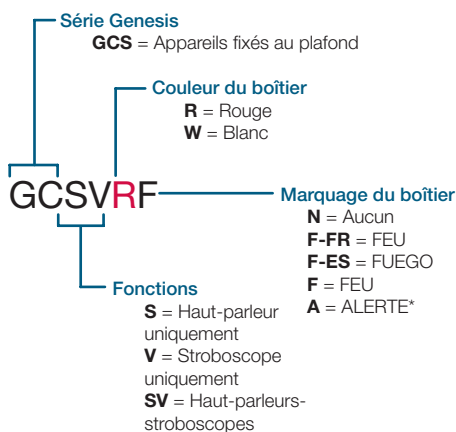 Série Genesis
GCS = Appareils fixés au plafond
Couleur du boîtier
R = Rouge
W = Blanc
GCSVRF
Marquage du boîtier
N = Aucun
F-FR = FEU
F-ES = FUEGO
F = FEU
A = ALERTE*
Fonctions
S = Haut-parleur
uniquement
V = Stroboscope
uniquement
SV = Haut-parleurs-
stroboscopes